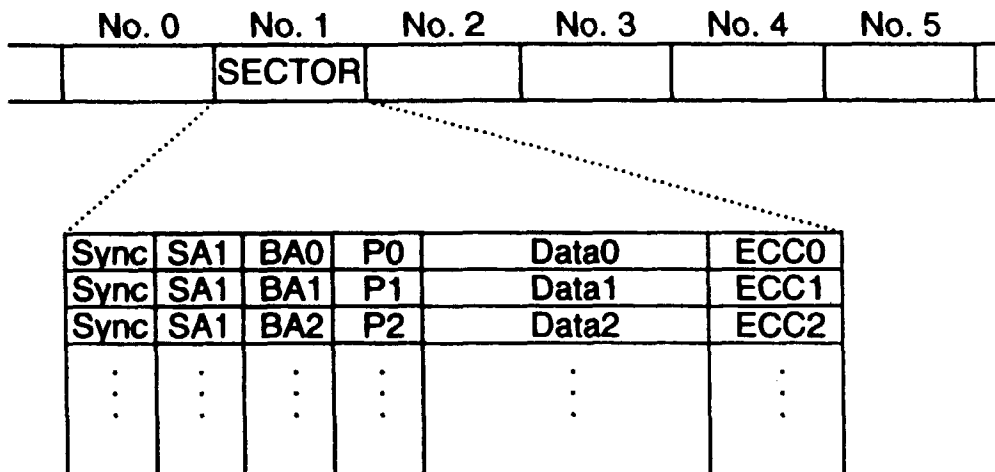 No. 0 No. 1 No. 2 No. 3 No. 4 No. 5
SECTOR
Sync SA1 BA0 P0 Data0 ECC0
Sync SA1 BA1 P1 Data1 ECC1
Sync SA1 BA2 P2 Data2 ECC2